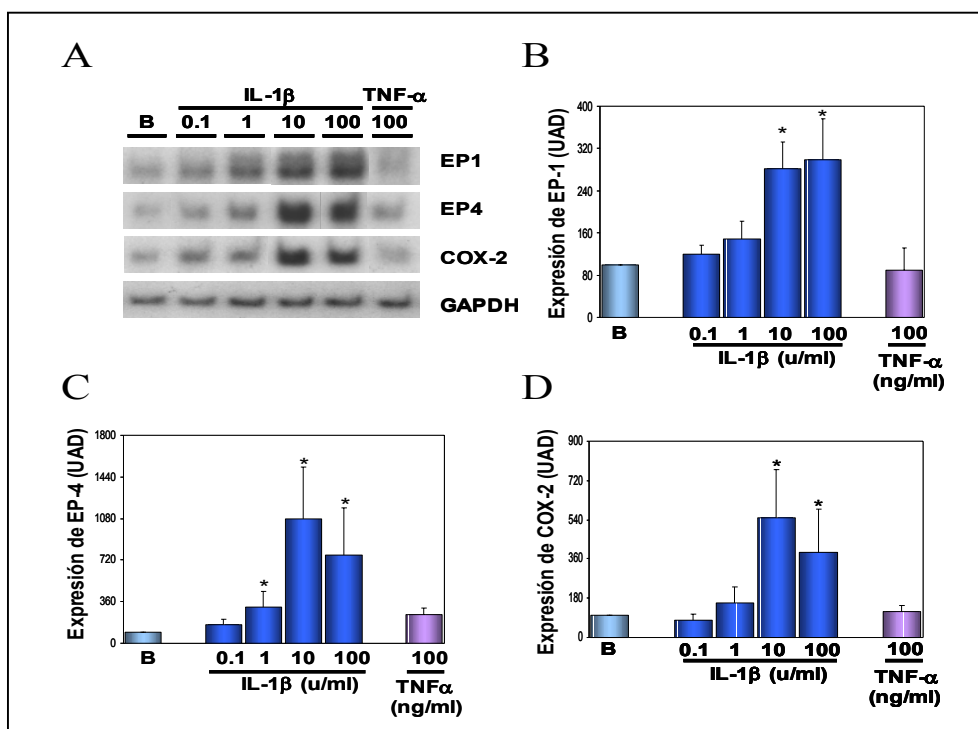 A
IL-1β TNF-α
B 0.1 1 10 100 100
EP1
EP4
COX-2
GAPDH
B
Expresión de EP-1 (UAD)
400
320
240
160
80
0
B 0.1 1 10 100 100
IL-1β (u/ml) TNF-α
(ng/ml)
* *
C
Expresión de EP-4 (UAD)
1800
1440
1080
720
360
0
* * *
B 0.1 1 10 100 100
IL-1β (u/ml) TNFα
(ng/ml)
D
Expresión de COX-2 (UAD)
900
720
540
360
180
0
* *
B 0.1 1 10 100 100
IL-1β (u/ml) TNF-α
(ng/ml)